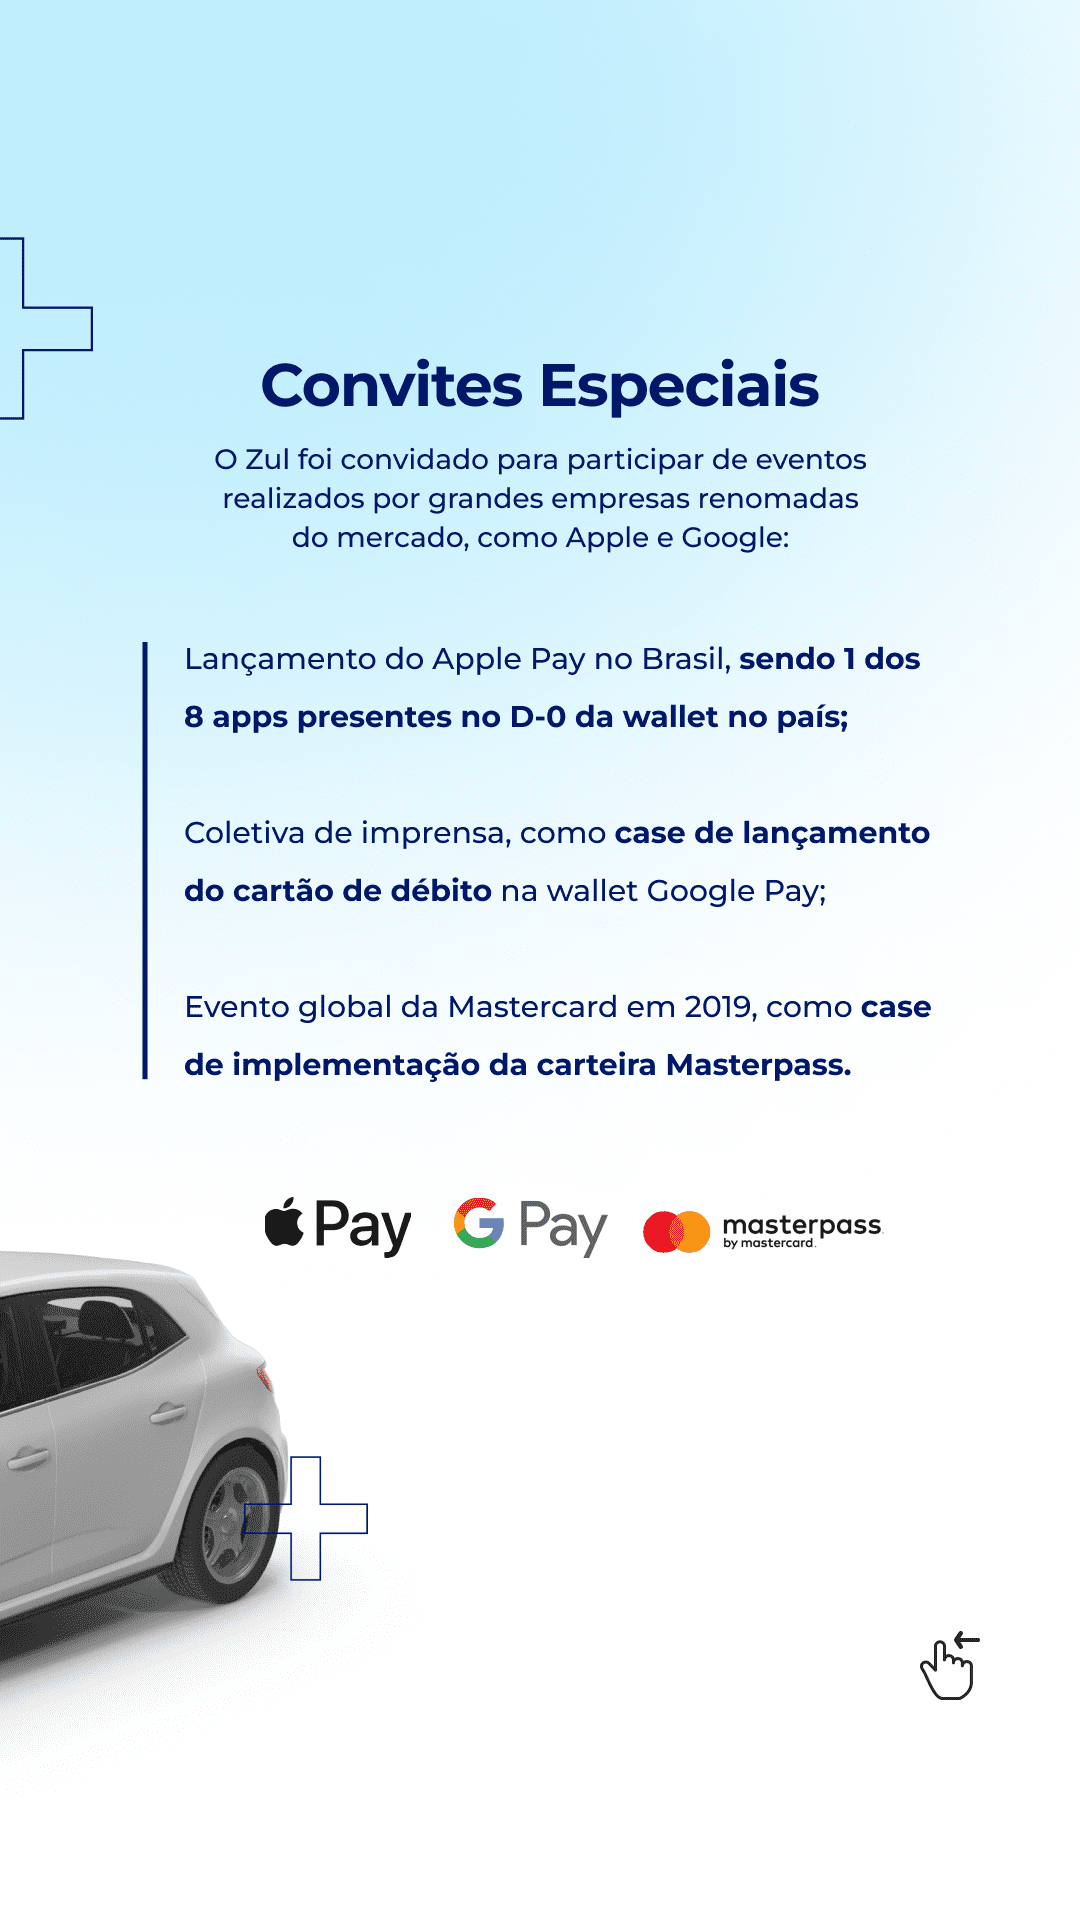 Convites Especiais
O Zul foi convidado para participar de eventos
realizados por grandes empresas renomadas
do mercado, como Apple e Google:
Lançamento do Apple Pay no Brasil, sendo 1 dos
8 apps presentes no D-0 da wallet no país;
Coletiva de imprensa, como case de lançamento
do cartão de débito na wallet Google Pay;
Evento global da Mastercard em 2019, como case
de implementação da carteira Masterpass.
Pay
G Pay
masterpass.
by mastercard.